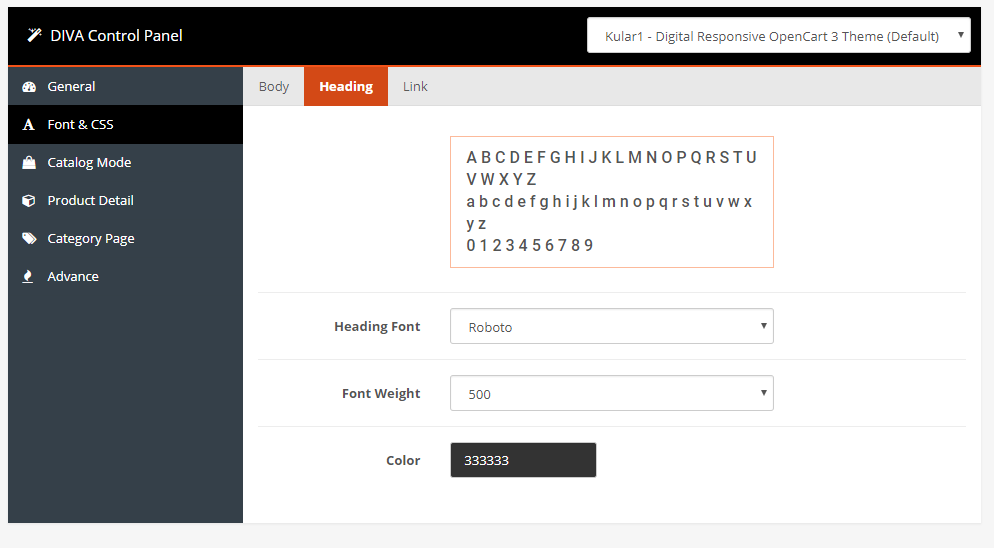 DIVA Control Panel
Kular1 - Digital Responsive OpenCart 3 Theme (Default)
General
Font & CSS
Catalog Mode
Product Detail
Category Page
Advance
Body Heading Link
A B C D E F G H I J K L M N O P Q R S T U
V W X Y Z
a b c d e f g h i j k l m n o p q r s t u v w x
y z
0 1 2 3 4 5 6 7 8 9
Heading Font Roboto
Font Weight 500
Color 333333